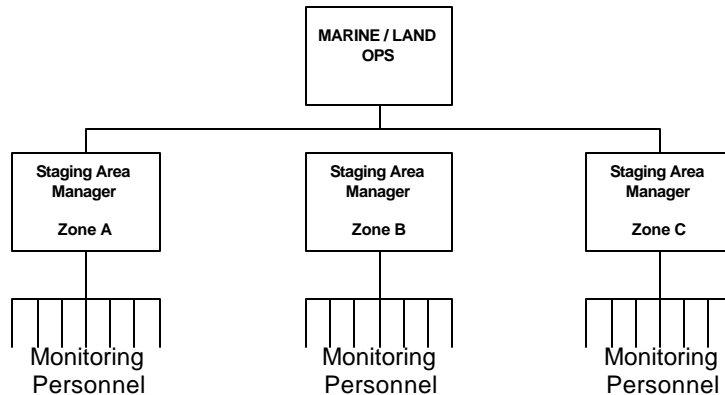 MARINE / LAND
OPS
Staging Area
Manager
Zone A
Staging Area
Manager
Zone B
Staging Area
Manager
Zone C
Monitoring
Personnel
Monitoring
Personnel
Monitoring
Personnel